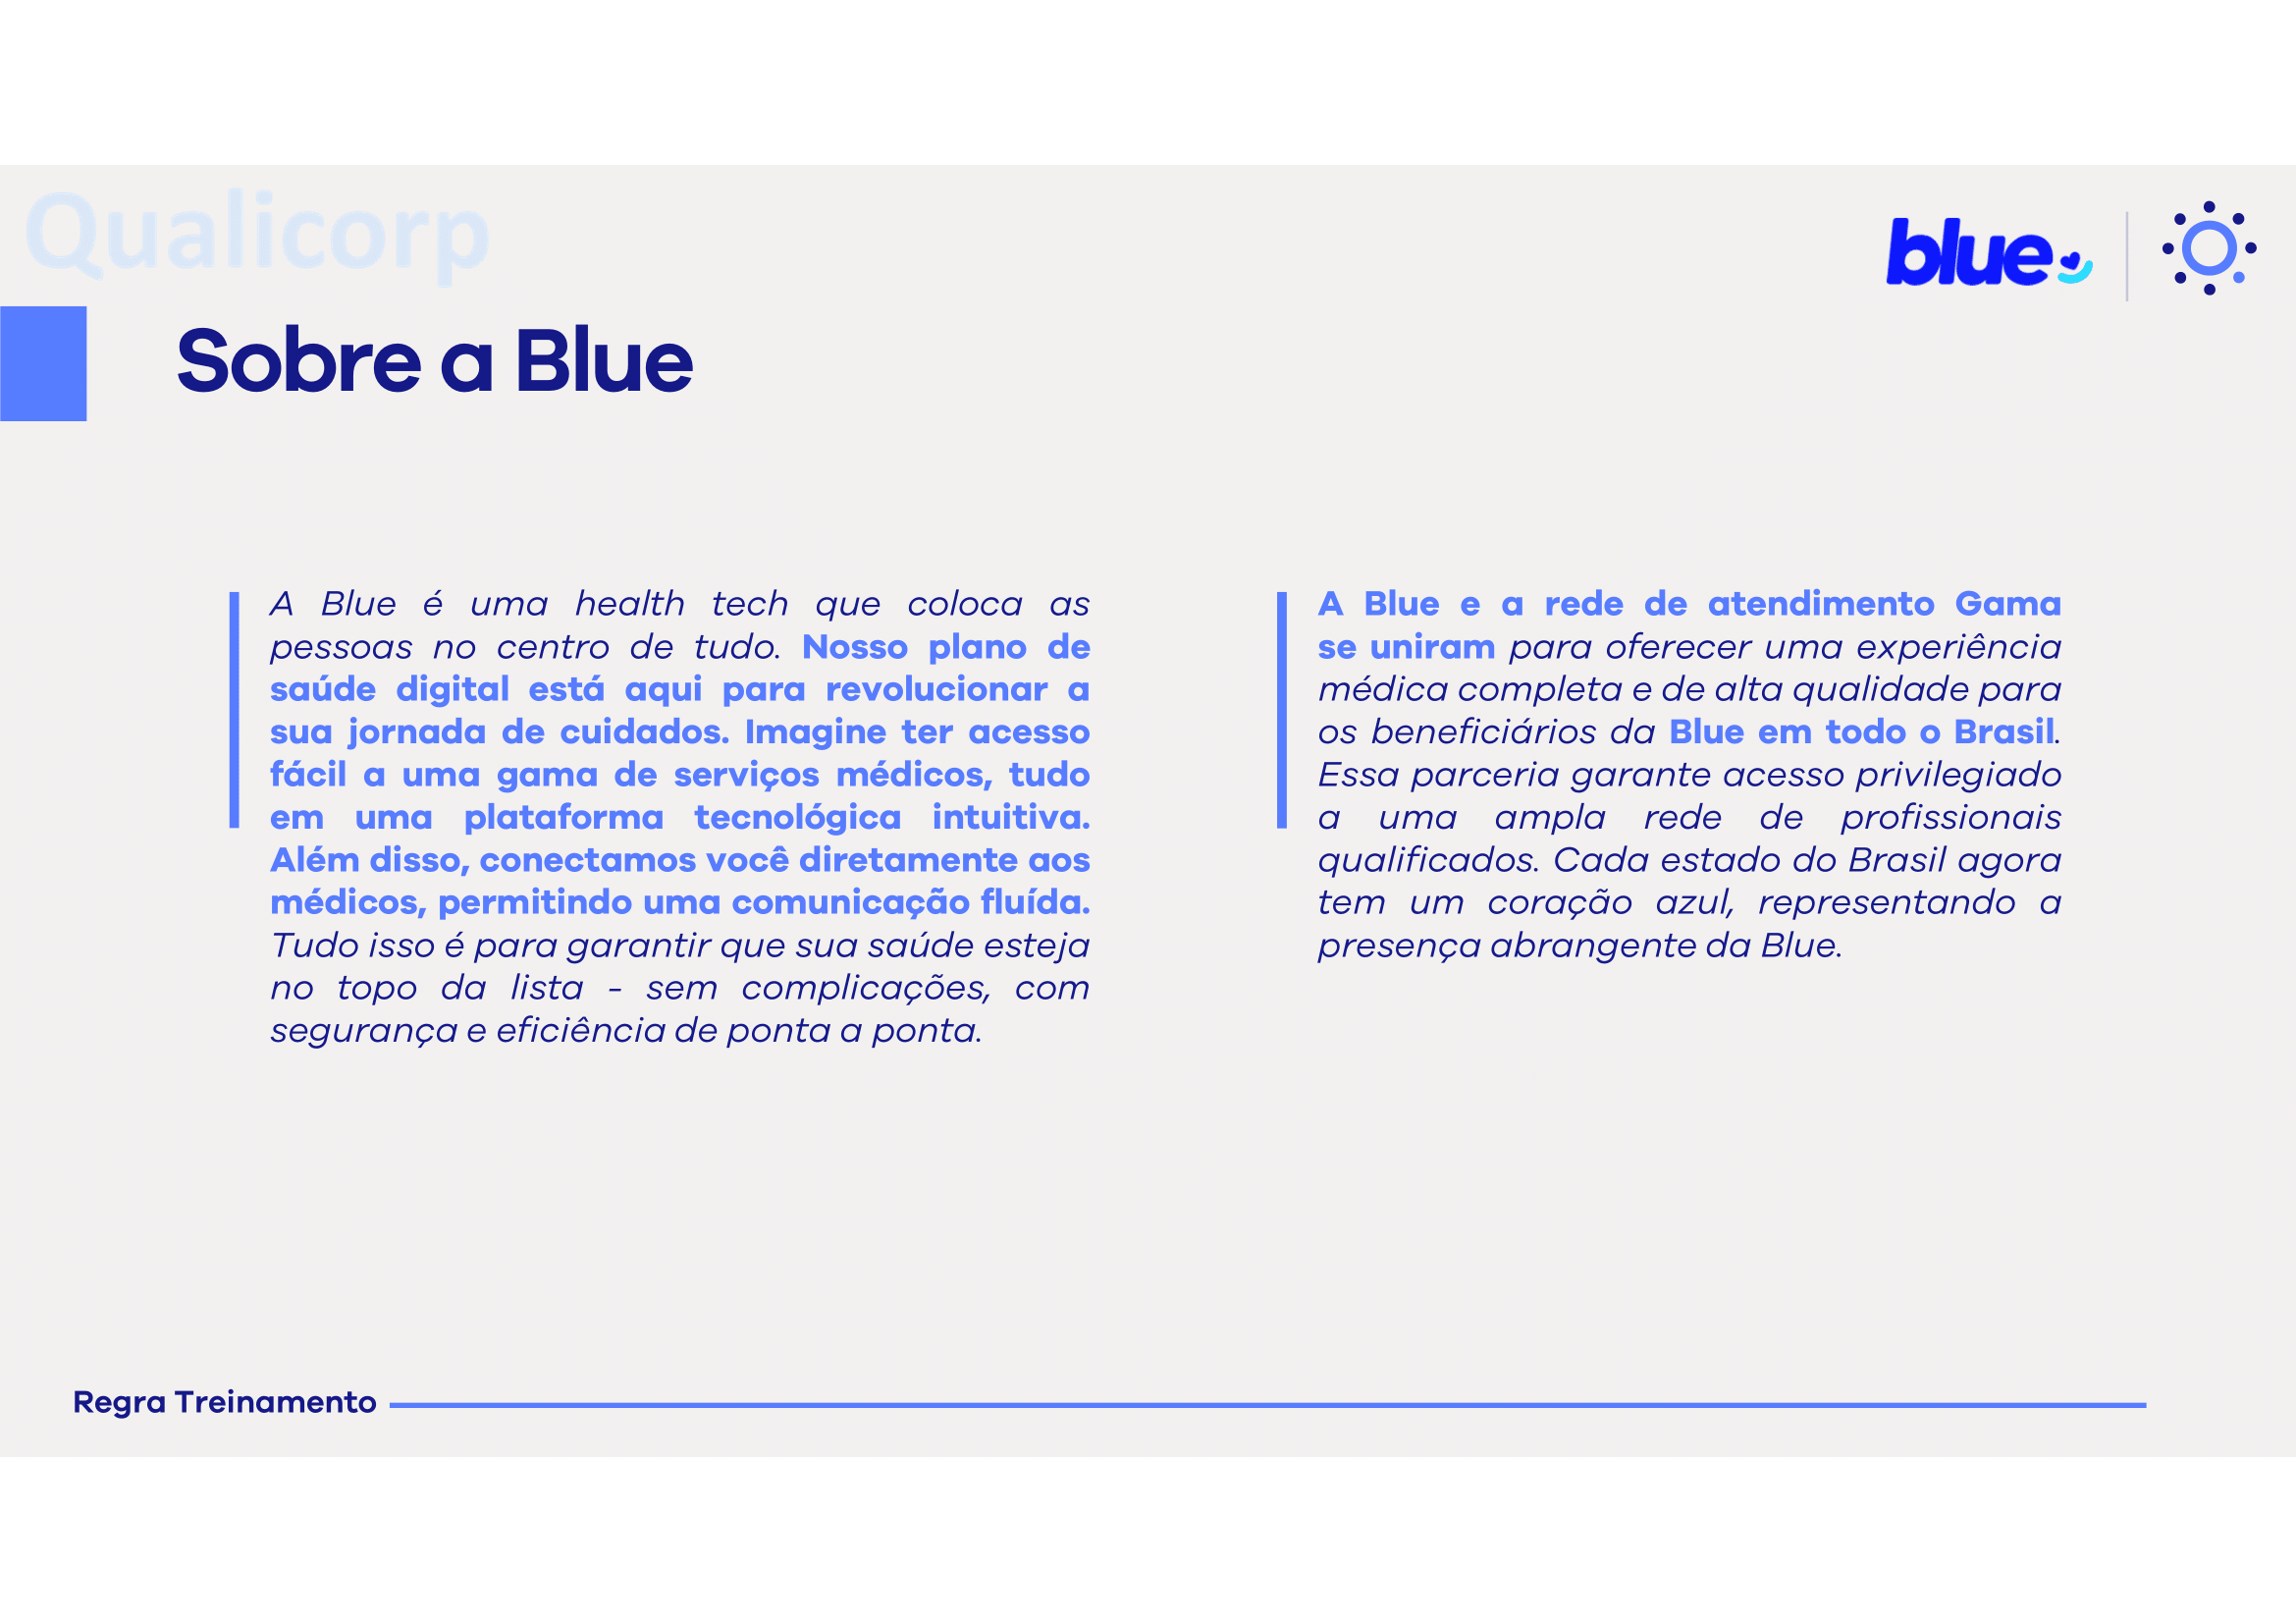 Qualicorp
blue
Sobre a Blue
A Blue é uma health tech que coloca as
pessoas no centro de tudo. Nosso plano de
saúde digital está aqui para revolucionar a
sua jornada de cuidados. Imagine ter acesso
fácil a uma gama de serviços médicos, tudo
em uma plataforma tecnológica intuitiva.
Além disso, conectamos você diretamente aos
médicos, permitindo uma comunicação fluída.
Tudo isso é para garantir que sua saúde esteja
no topo da lista - sem complicações, com
segurança e eficiência de ponta a ponta.
A Blue e a rede de atendimento Gama
se uniram para oferecer uma experiência
médica completa e de alta qualidade para
os beneficiários da Blue em todo o Brasil.
Essa parceria garante acesso privilegiado
a uma ampla rede de profissionais
qualificados. Cada estado do Brasil agora
tem um coração azul, representando a
presença abrangente da Blue.
Regra Treinamento